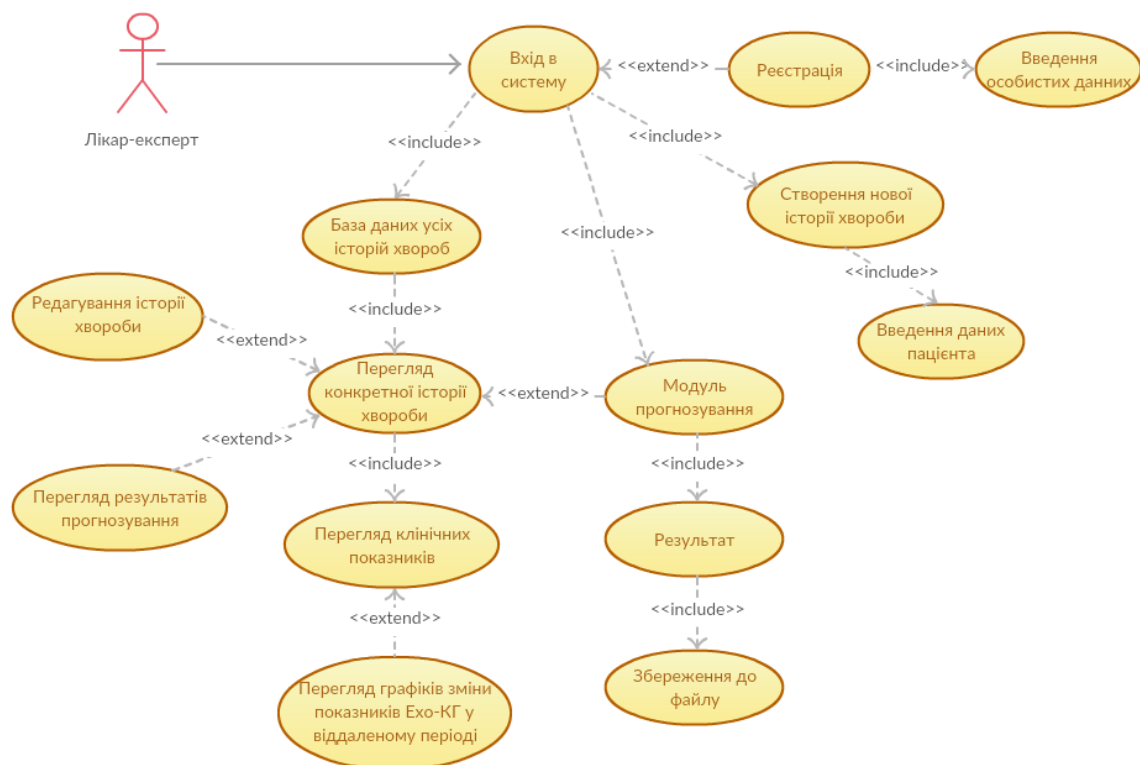 Лікар-експерт
Вхід в
систему
<<extend>>
Реєстрація
<<include>>
Введення
особистих данних
<<include>>
<<include>>
<<include>>
База даних усіх
історій хвороб
Створення нової
історії хвороби
<<include>>
<<include>>
Редагування історії
хвороби
<<extend>>
Введення даних
пацієнта
Перегляд
конкретної історії
хвороби
<<extend>>
Модуль
прогнозування
<<extend>>
<<include>>
<<include>>
Перегляд результатів
прогнозування
Перегляд клінічних
показників
Результат
<<extend>>
<<include>>
Перегляд графіків зміни
показників Ехо-КГ у
віддаленому періоді
Збереження до
файлу